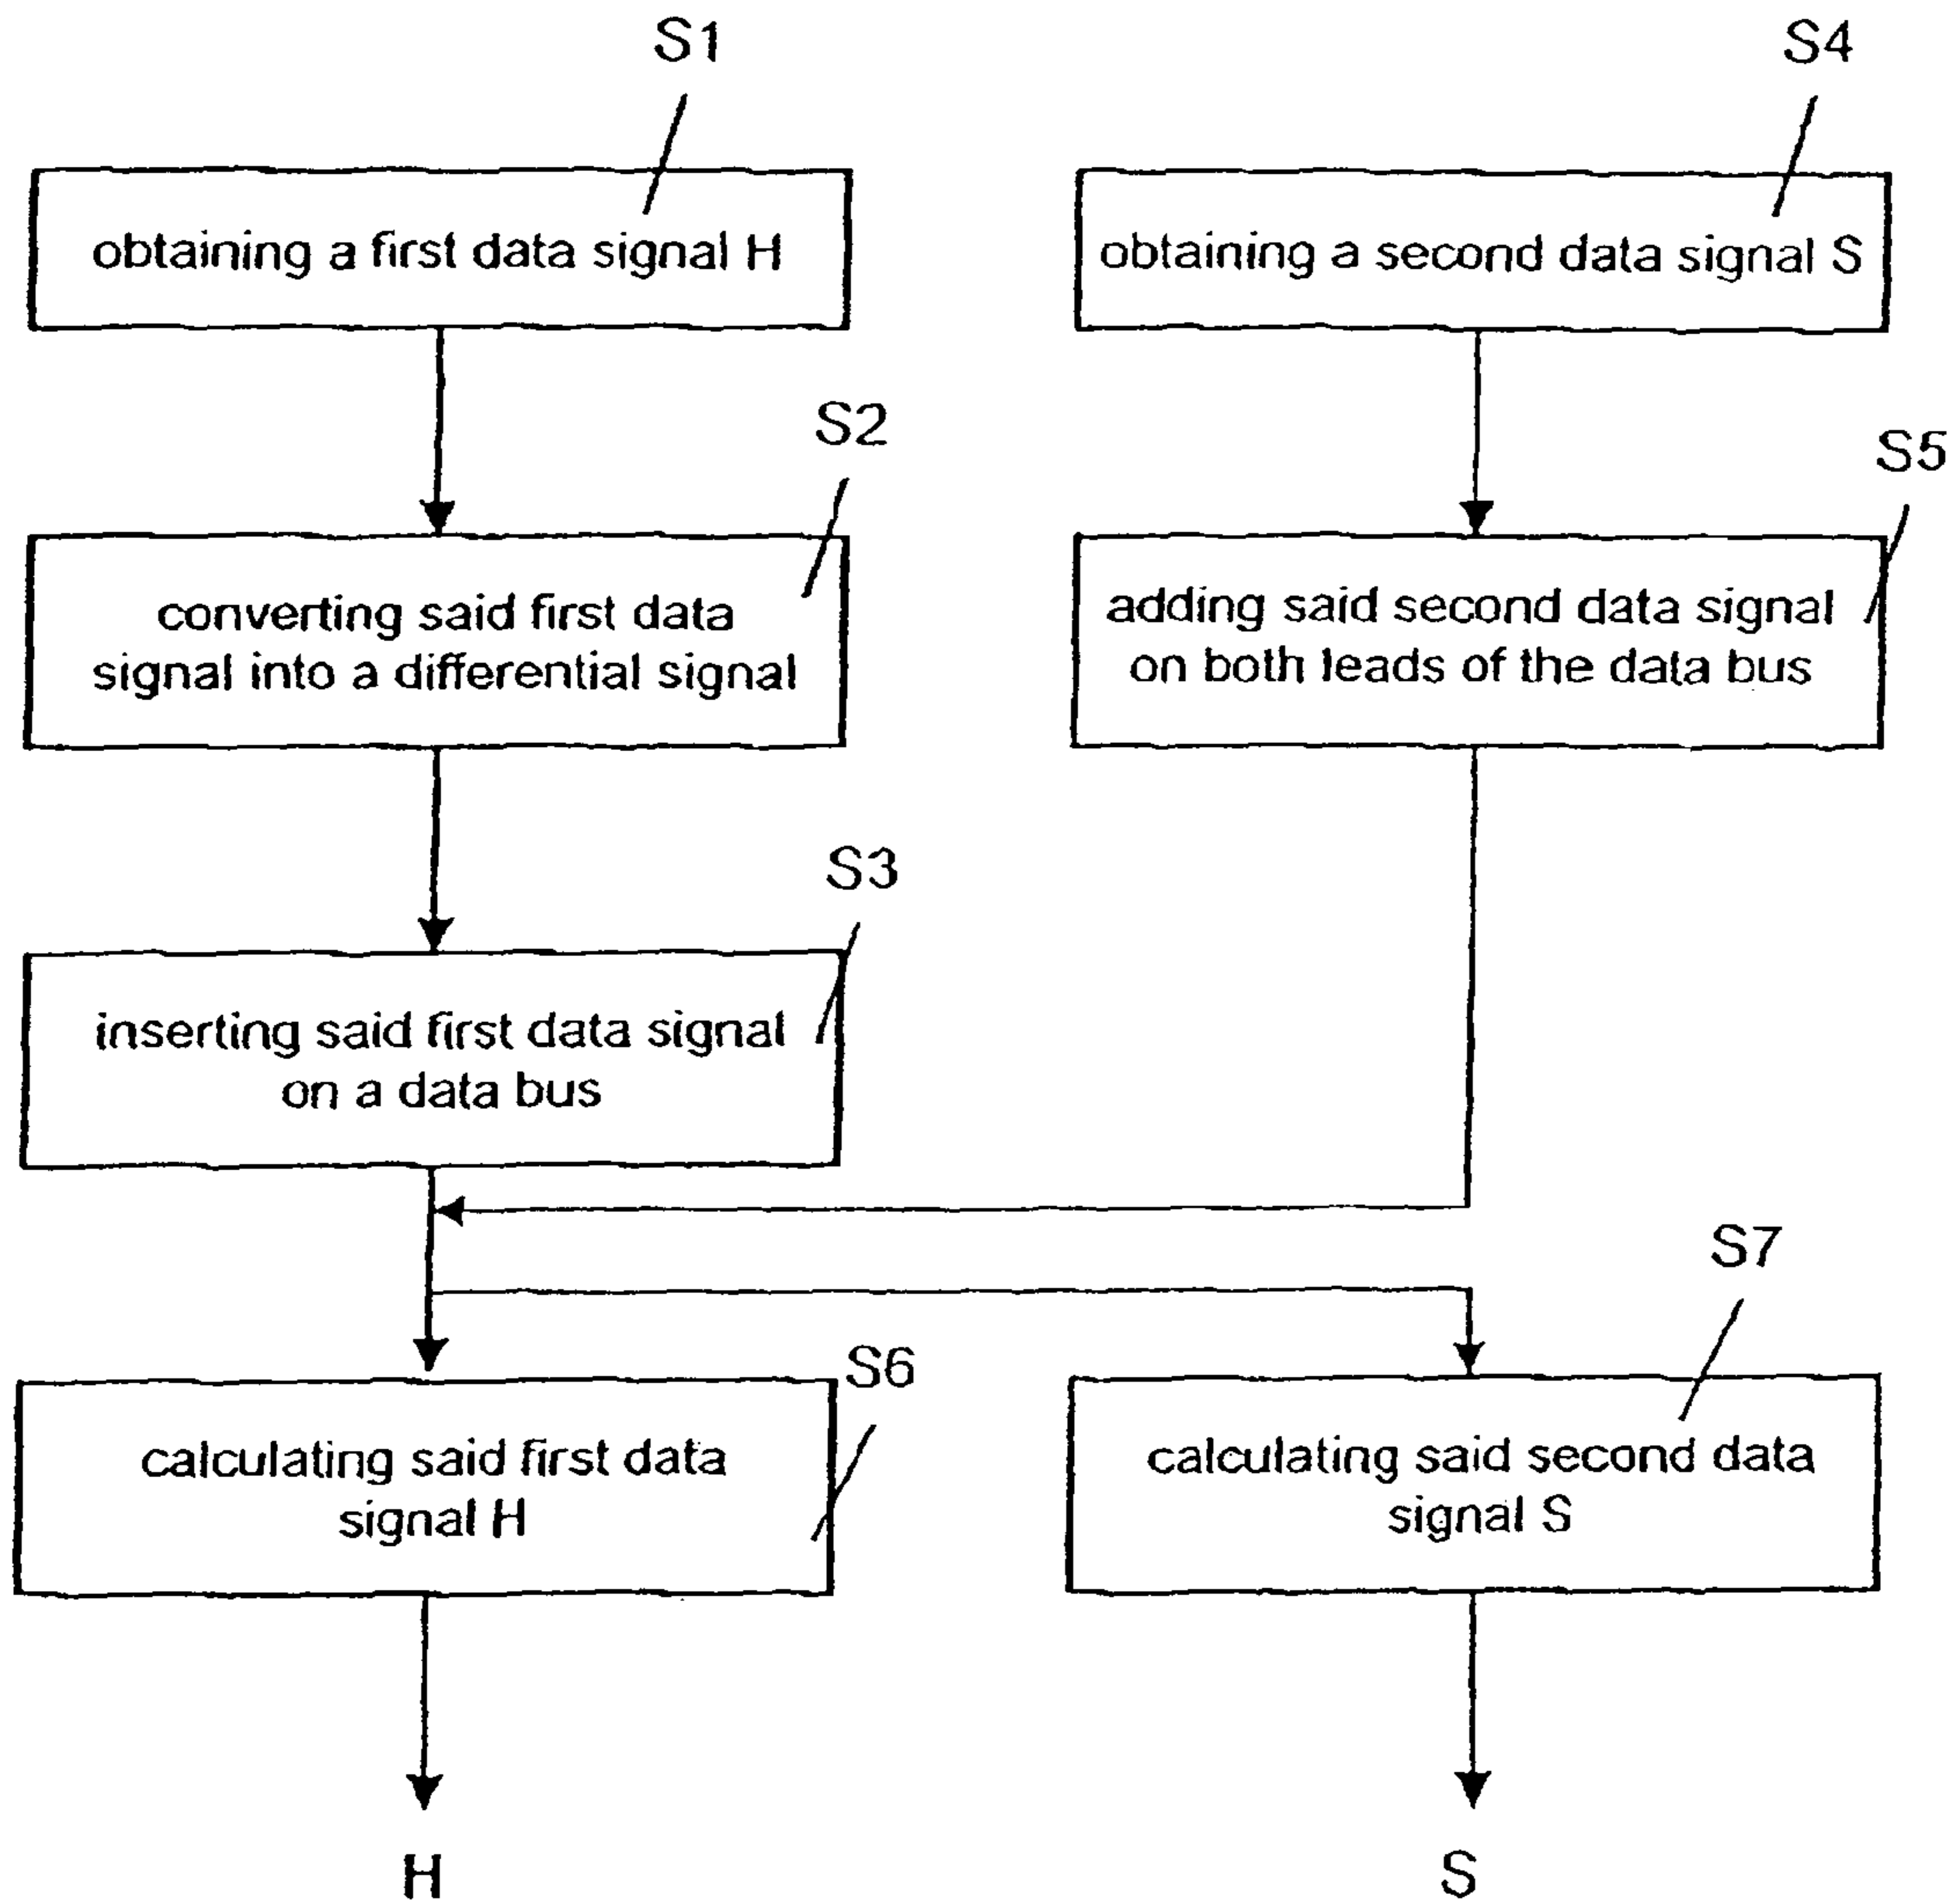 S1
obtaining a first data signal H
S2
converting said first data
signal into a differential signal
S3
inserting said first data signal
on a data bus
S4
obtaining a second data signal S
S5
adding said second data signal
on both leads of the data bus
S6
calculating said first data
signal H
S7
calculating said second data
signal S
H
S